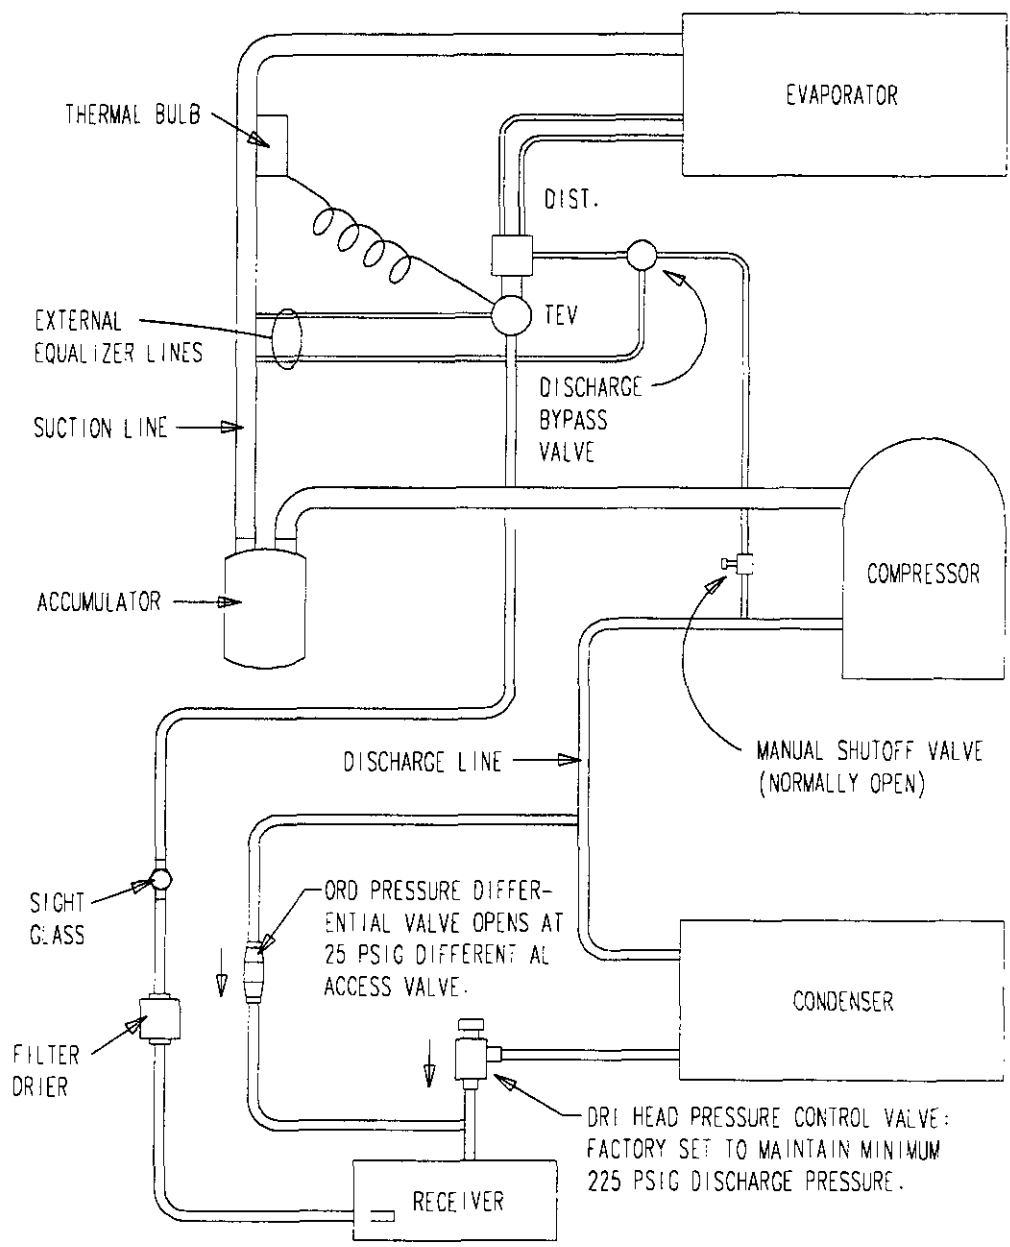 EVAPORATOR
THERMAL BULB
DIST.
TEV
EXTERNAL
EQUALIZER LINES
DISCHARGE
BYPASS
VALVE
SUCTION LINE
COMPRESSOR
ACCUMULATOR
MANUAL SHUTOFF VALVE
(NORMALLY OPEN)
DISCHARGE LINE
ORD PRESSURE DIFFER-
ENTIAL VALVE OPENS AT
25 PSIG DIFFERENTIAL
ACCESS VALVE.
SIGHT
GLASS
CONDENSER
FILTER
DRIER
DRI HEAD PRESSURE CONTROL VALVE:
FACTORY SET TO MAINTAIN MINIMUM
225 PSIG DISCHARGE PRESSURE.
RECEIVER